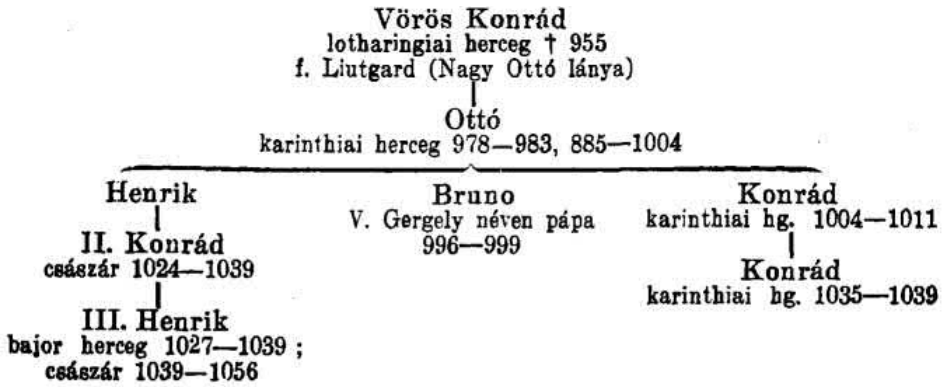 Vörös Konrád
lotharingiai herceg † 955
f. Liutgard (Nagy Ottó lánya)
Ottó
karinthiai herceg 978—983, 885—1004
Henrik
II. Konrád
császár 1024—1039
III. Henrik
bajor herceg 1027—1039 ;
császár 1039—1056
Bruno
V. Gergely néven pápa
996—999
Konrád
karinthiai hg. 1004—1011
Konrád
karinthiai hg. 1035—1039